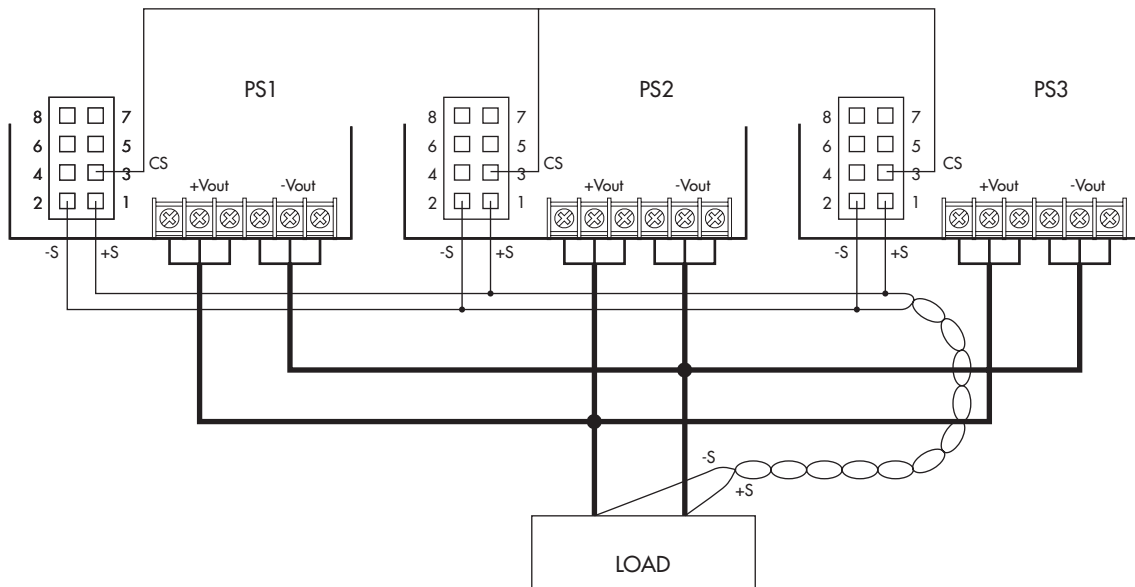 PS1
8 7
6 5
4 3
2 1
CS
+Vout -Vout
-S +S
PS2
8 7
6 5
4 3
2 1
CS
+Vout -Vout
-S +S
PS3
8 7
6 5
4 3
2 1
CS
+Vout -Vout
-S +S
-S
+S
LOAD